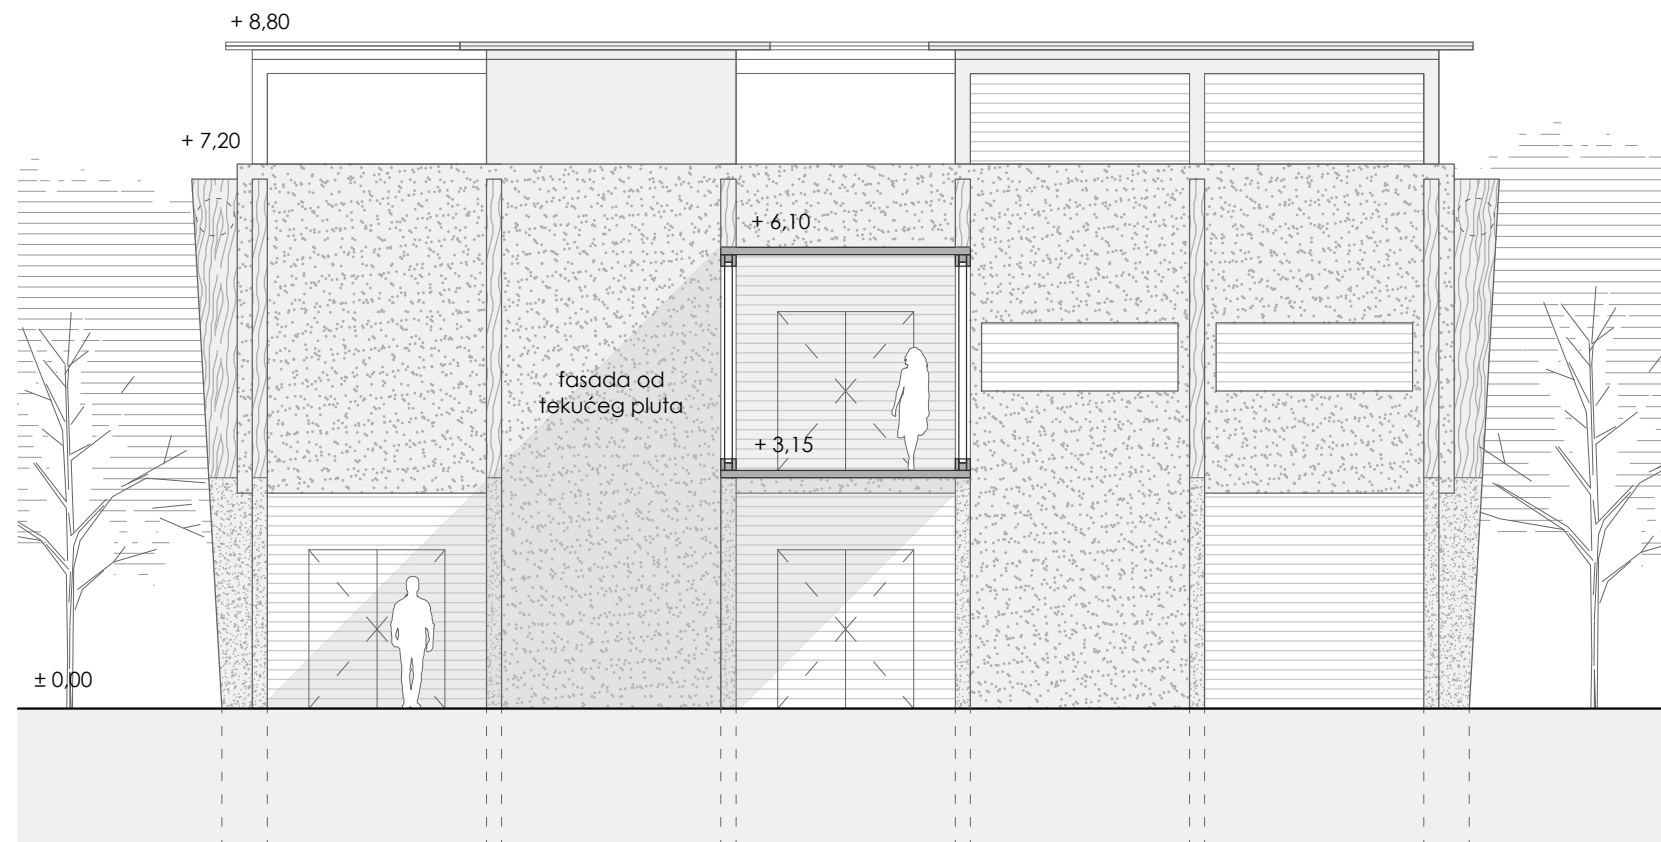 + 8,80
+ 7,20
+ 6,10
fasada od
tekućeg pluta
+ 3,15
± 0,00